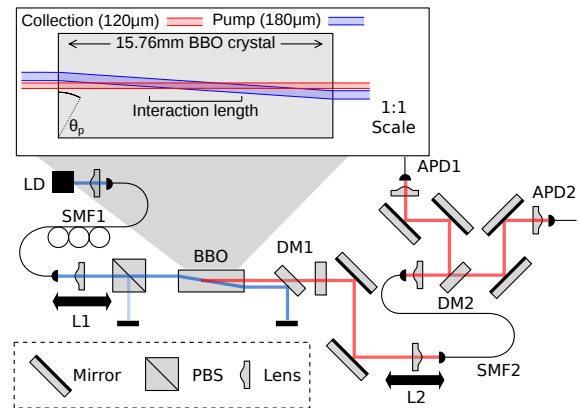 Collection (120μm) Pump (180μm)
15.76mm BBO crystal
Interaction length
θp
1:1
Scale
APD1
APD2
LD
SMF1
BBO
DM1
DM2
L1
L2
SMF2
Mirror PBS Lens